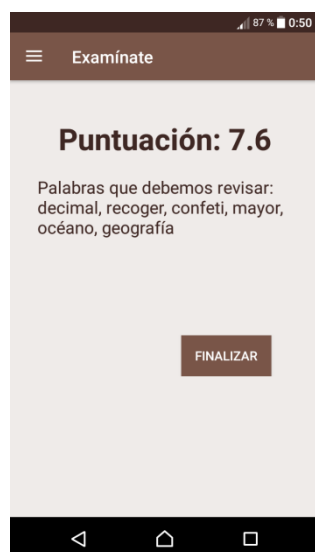 87 % 0:50
Examínate
Puntuación: 7.6
Palabras que debemos revisar:
decimal, recoger, confeti, mayor,
océano, geografía
FINALIZAR